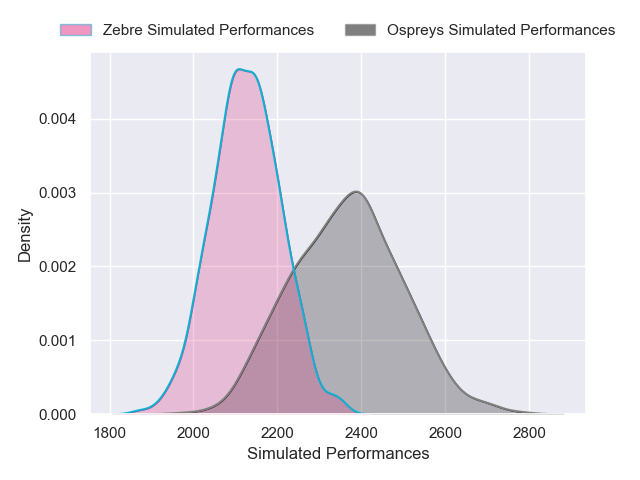 Zebre Simulated Performances Ospreys Simulated Performances
0.004
0.003
0.002
0.001
0.000
Density
1800 2000 2200 2400 2600 2800
Simulated Performances